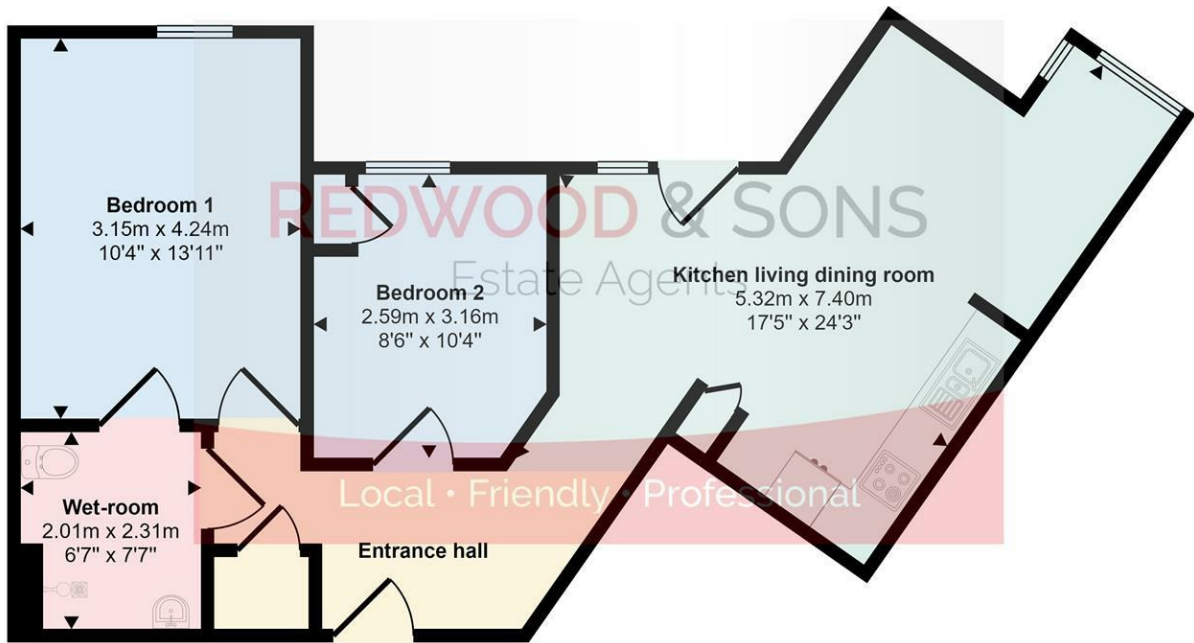 REDWOOD & SONS
Estate Agents
Local • Friendly • Professional
Bedroom 1
3.15m x 4.24m
10'4" x 13'11"
Bedroom 2
2.59m x 3.16m
8'6" x 10'4"
Kitchen living dining room
5.32m x 7.40m
17'5" x 24'3"
Wet-room
2.01m x 2.31m
6'7" x 7'7"
Entrance hall